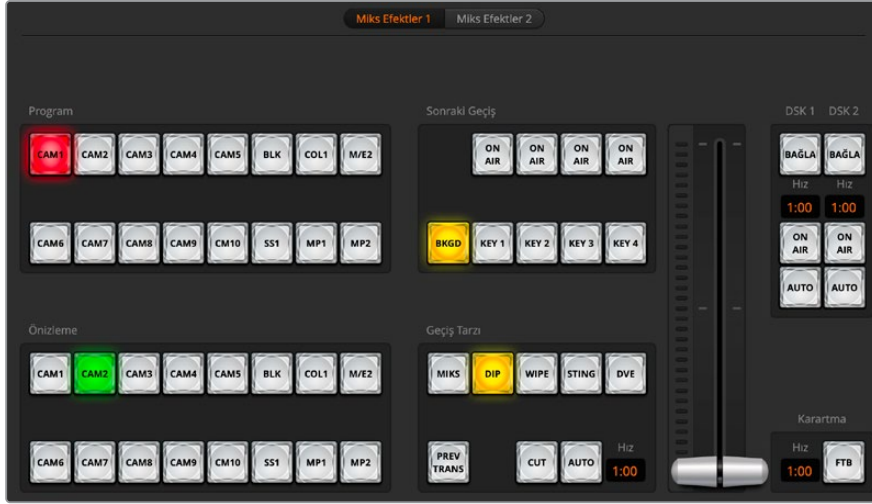 Miks Efektler 1 Miks Efektler 2
Program
CAM1 CAM2 CAM3 CAM4 CAM5 BLK COL1 M/E2
CAM6 CAM7 CAM8 CAM9 CM10 SS1 MP1 MP2
Sonraki Geçiş
ON AIR ON AIR ON AIR ON AIR
BKGD KEY 1 KEY 2 KEY 3 KEY 4
DSK 1 DSK 2
BAĞLA BAĞLA
Hız Hız
1:00 1:00
ON AIR ON AIR
AUTO AUTO
Önizleme
CAM1 CAM2 CAM3 CAM4 CAM5 BLK COL1 M/E2
CAM6 CAM7 CAM8 CAM9 CM10 SS1 MP1 MP2
Geçiş Tarzı
MIKS DIP WIPE STING DVE
PREV TRANS CUT AUTO
Hız
1:00
Karartma
Hız
1:00 FTB